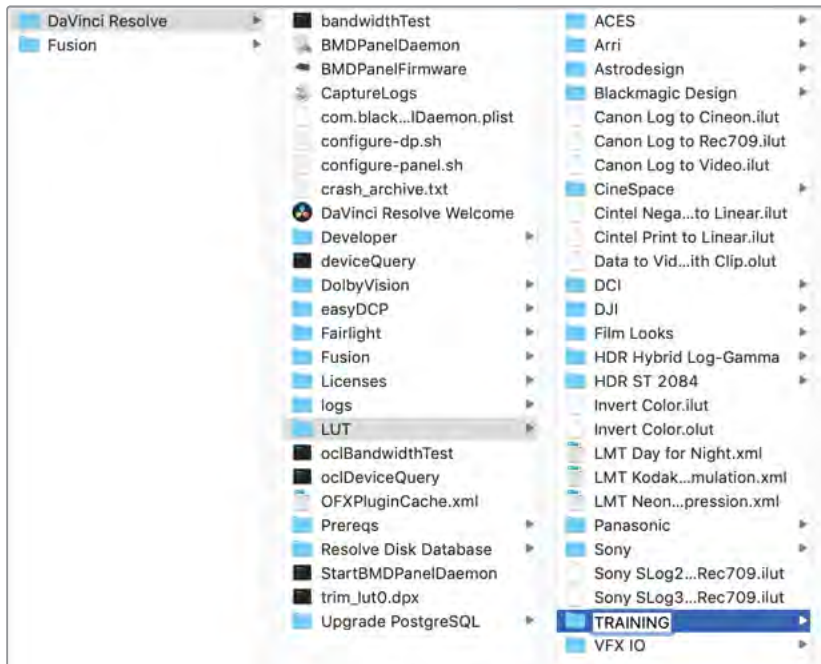 DaVinci Resolve
Fusion
bandwidthTest
BMDPanelDaemon
BMDPanelFirmware
CaptureLogs
com.black...lDaemon.plist
configure-dp.sh
configure-panel.sh
crash_archive.txt
DaVinci Resolve Welcome
Developer
deviceQuery
DolbyVision
easyDCP
Fairlight
Fusion
Licenses
logs
LUT
oclBandwidthTest
oclDeviceQuery
OFXPluginCache.xml
Prereqs
Resolve Disk Database
StartBMDPanelDaemon
trim_lut0.dpx
Upgrade PostgreSQL
ACES
Arri
Astrodesign
Blackmagic Design
Canon Log to Cineon.ilut
Canon Log to Rec709.ilut
Canon Log to Video.ilut
CineSpace
Cintel Nega...to Linear.ilut
Cintel Print to Linear.ilut
Data to Vid...ith Clip.olut
DCI
DJI
Film Looks
HDR Hybrid Log-Gamma
HDR ST 2084
Invert Color.ilut
Invert Color.olut
LMT Day for Night.xml
LMT Kodak...mulation.xml
LMT Neon...pression.xml
Panasonic
Sony
Sony SLog2...Rec709.ilut
Sony SLog3...Rec709.ilut
TRAINING
VFX IO